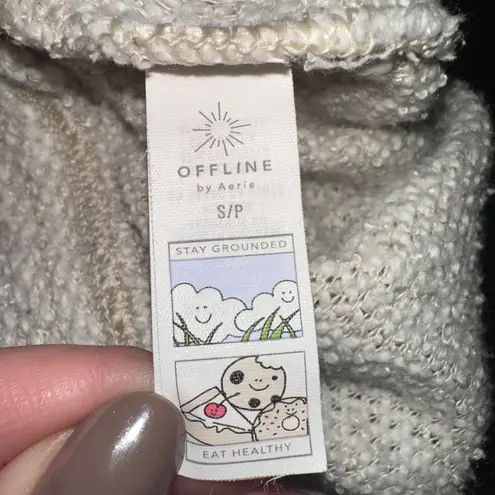 OFFLINE
by Aerie
S/P
STAY GROUNDED
EAT HEALTHY